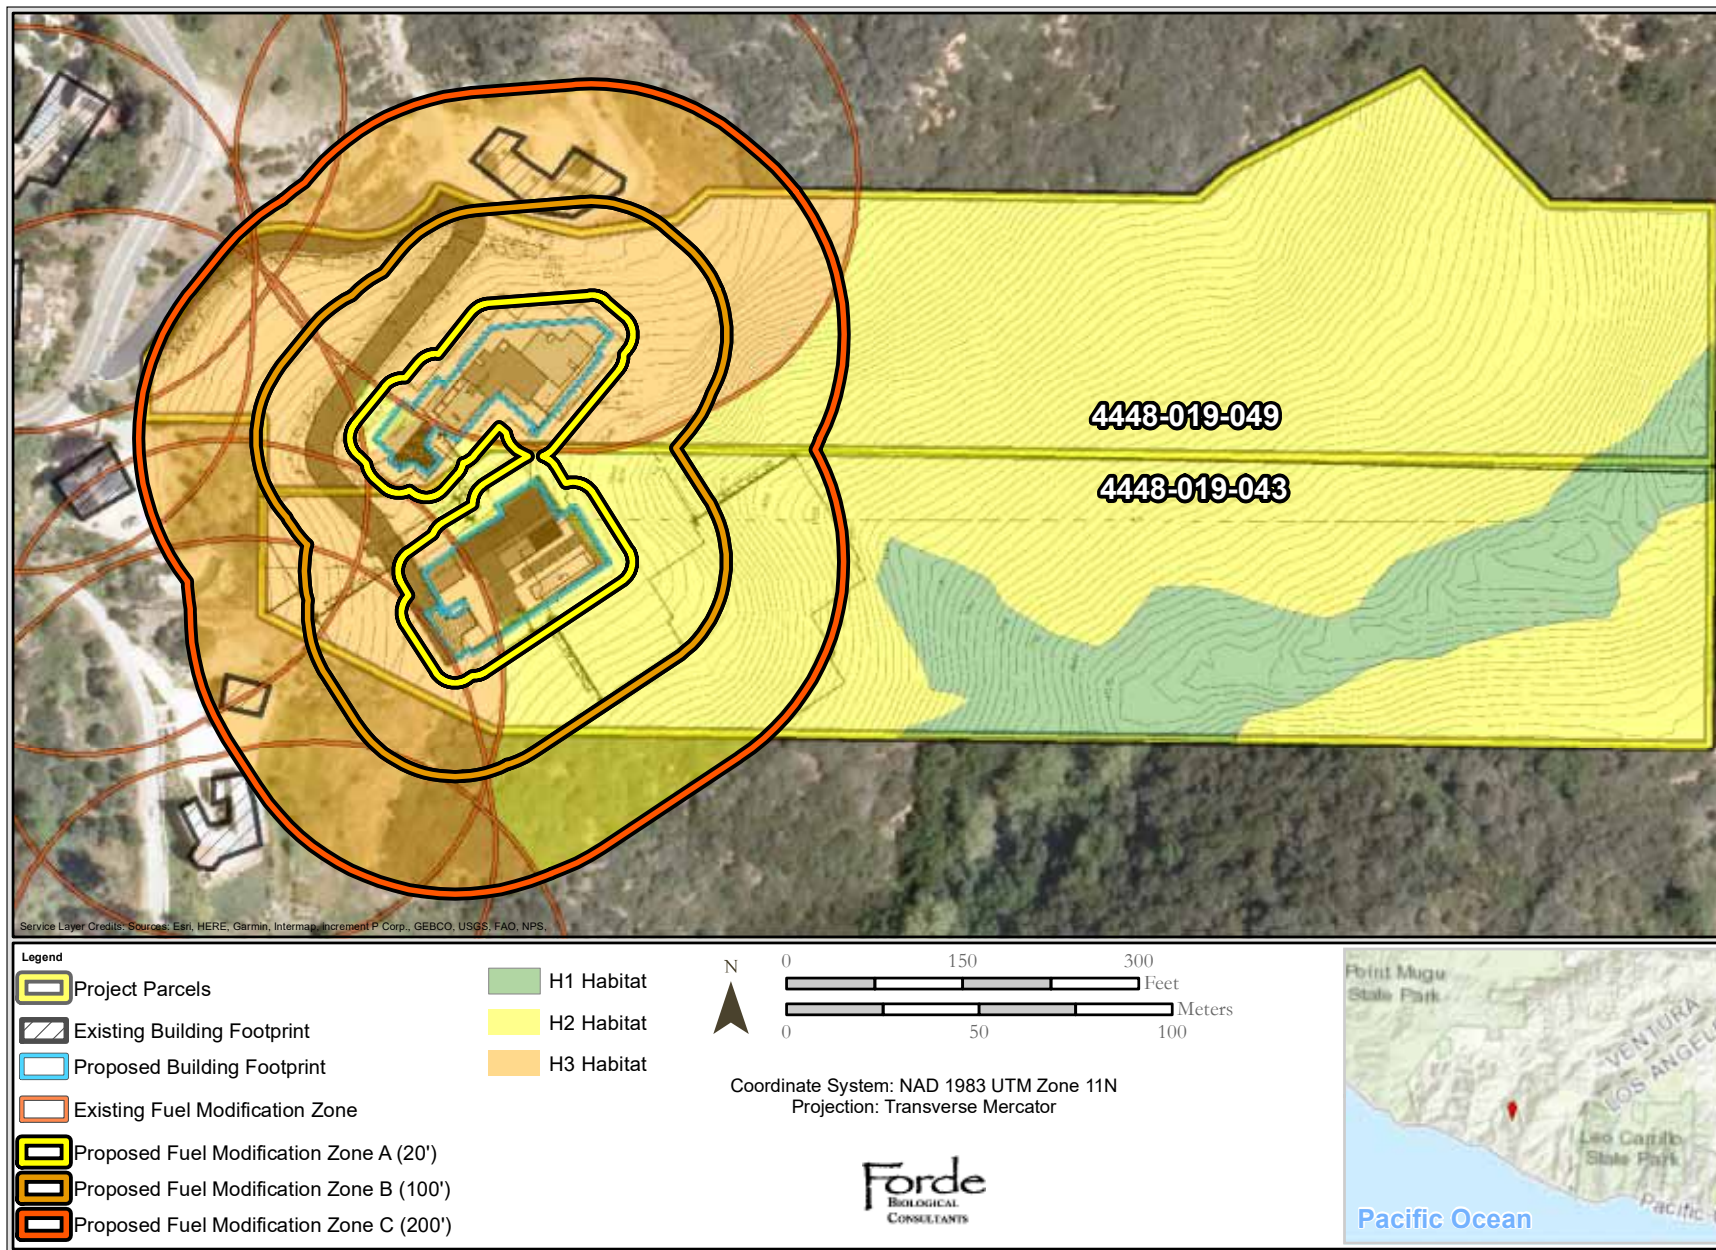 4448-019-049
4448-019-043
Service Layer Credits: Sources: Esri, HERE, Garmin, Intermap, increment P Corp., GEBCO, USGS, FAO, NPS,
Legend
Project Parcels
Existing Building Footprint
Proposed Building Footprint
Existing Fuel Modification Zone
Proposed Fuel Modification Zone A (20')
Proposed Fuel Modification Zone B (100')
Proposed Fuel Modification Zone C (200')
H1 Habitat
H2 Habitat
H3 Habitat
N
0 150 300
Feet
Meters
0 50 100
Coordinate System: NAD 1983 UTM Zone 11N
Projection: Transverse Mercator
Forde
BIOLOGICAL
CONSULTANTS
Point Mugu
State Park
VENTURA
LOS ANGEL
Leo Carrillo
State Park
Pacific
Pacific Ocean